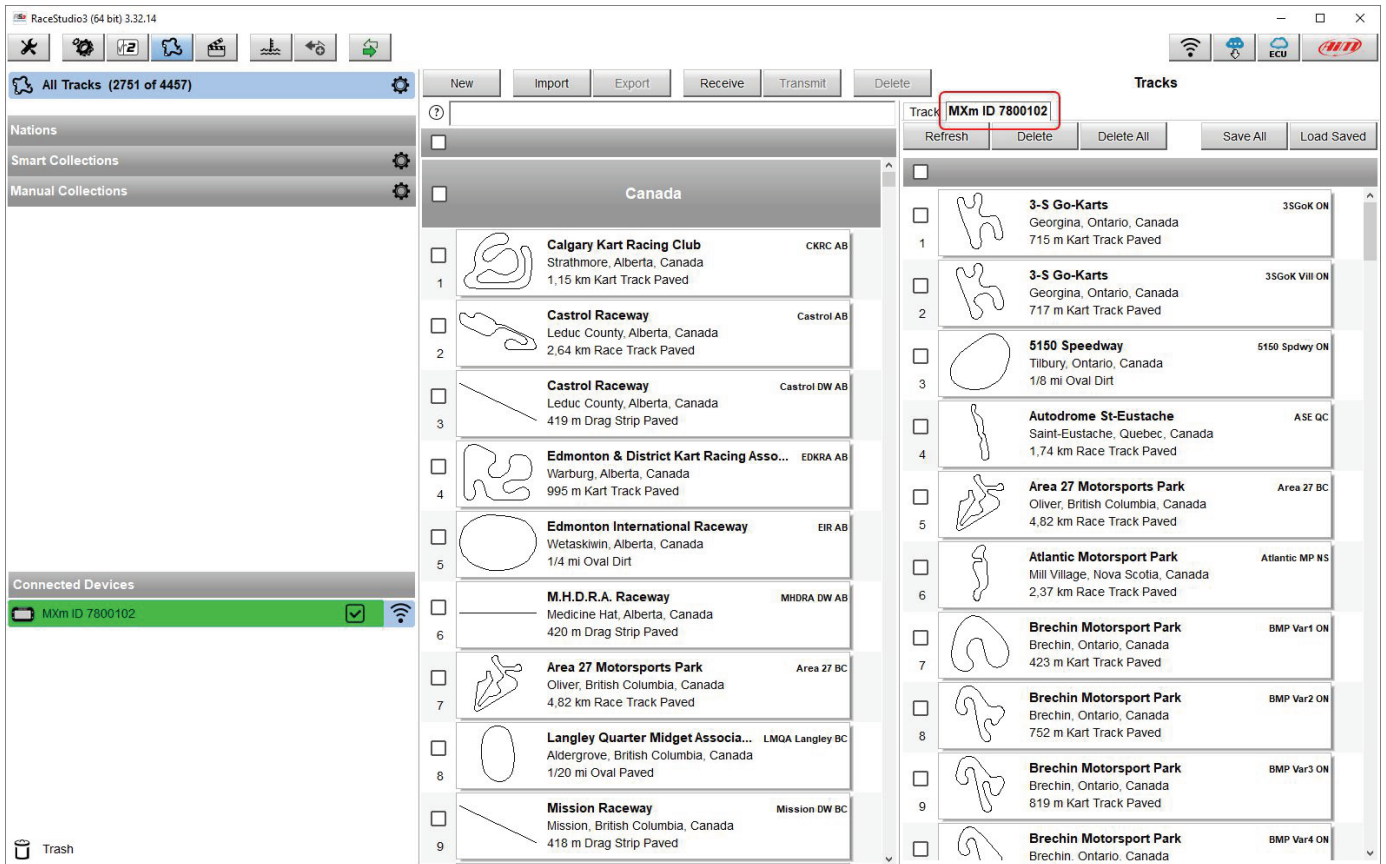 RaceStudio3 (64 bit) 3.32.14
ECU
AiM
All Tracks (2751 of 4457)
Nations
Smart Collections
Manual Collections
Connected Devices
MXm ID 7800102
Trash
New Import Export Receive Transmit Delete
?
Canada
Calgary Kart Racing Club CKRC AB
Strathmore, Alberta, Canada
1 1,15 km Kart Track Paved
Castrol Raceway Castrol AB
Leduc County, Alberta, Canada
2 2,64 km Race Track Paved
Castrol Raceway Castrol DW AB
Leduc County, Alberta, Canada
3 419 m Drag Strip Paved
Edmonton & District Kart Racing Asso... EDKRA AB
Warburg, Alberta, Canada
4 995 m Kart Track Paved
Edmonton International Raceway EIR AB
Wetaskiwin, Alberta, Canada
5 1/4 mi Oval Dirt
M.H.D.R.A. Raceway MHDRA DW AB
Medicine Hat, Alberta, Canada
6 420 m Drag Strip Paved
Area 27 Motorsports Park Area 27 BC
Oliver, British Columbia, Canada
7 4,82 km Race Track Paved
Langley Quarter Midget Associa... LMQA Langley BC
Aldergrove, British Columbia, Canada
8 1/20 mi Oval Paved
Mission Raceway Mission DW BC
Mission, British Columbia, Canada
9 418 m Drag Strip Paved
Tracks
Track MXm ID 7800102
Refresh Delete Delete All Save All Load Saved
3-S Go-Karts 3SGoK ON
Georgina, Ontario, Canada
1 715 m Kart Track Paved
3-S Go-Karts 3SGoK Vill ON
Georgina, Ontario, Canada
2 717 m Kart Track Paved
5150 Speedway 5150 Spdwy ON
Tilbury, Ontario, Canada
3 1/8 mi Oval Dirt
Autodrome St-Eustache ASE QC
Saint-Eustache, Quebec, Canada
4 1,74 km Race Track Paved
Area 27 Motorsports Park Area 27 BC
Oliver, British Columbia, Canada
5 4,82 km Race Track Paved
Atlantic Motorsport Park Atlantic MP NS
Mill Village, Nova Scotia, Canada
6 2,37 km Race Track Paved
Brechin Motorsport Park BMP Var1 ON
Brechin, Ontario, Canada
7 423 m Kart Track Paved
Brechin Motorsport Park BMP Var2 ON
Brechin, Ontario, Canada
8 752 m Kart Track Paved
Brechin Motorsport Park BMP Var3 ON
Brechin, Ontario, Canada
9 819 m Kart Track Paved
Brechin Motorsport Park BMP Var4 ON
Brechin, Ontario, Canada